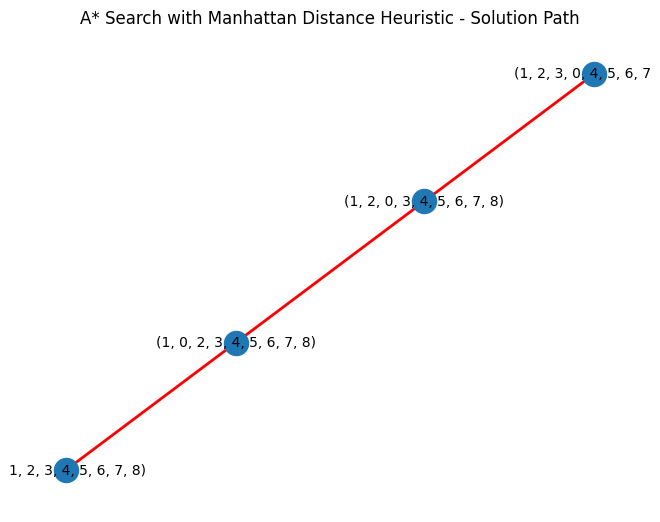 A* Search with Manhattan Distance Heuristic - Solution Path
(1, 2, 3, 0, 4, 5, 6, 7
(1, 2, 0, 3, 4, 5, 6, 7, 8)
(1, 0, 2, 3, 4, 5, 6, 7, 8)
1, 2, 3, 4, 5, 6, 7, 8)